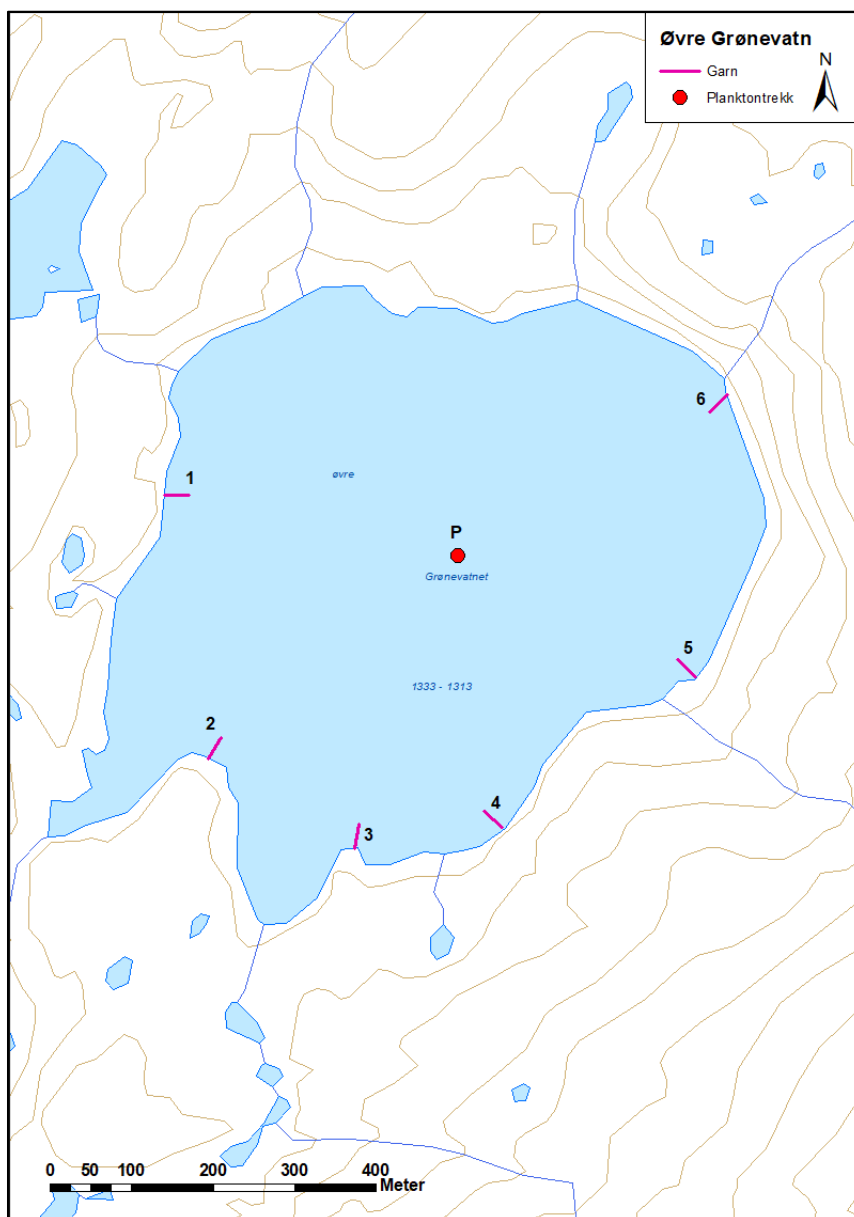 Øvre Grønevatn
Garn
Planktontrekk
N
6
1
øvre
P
Grønevatnet
5
1333 - 1313
2
3
4
0 50 100 200 300 400
Meter